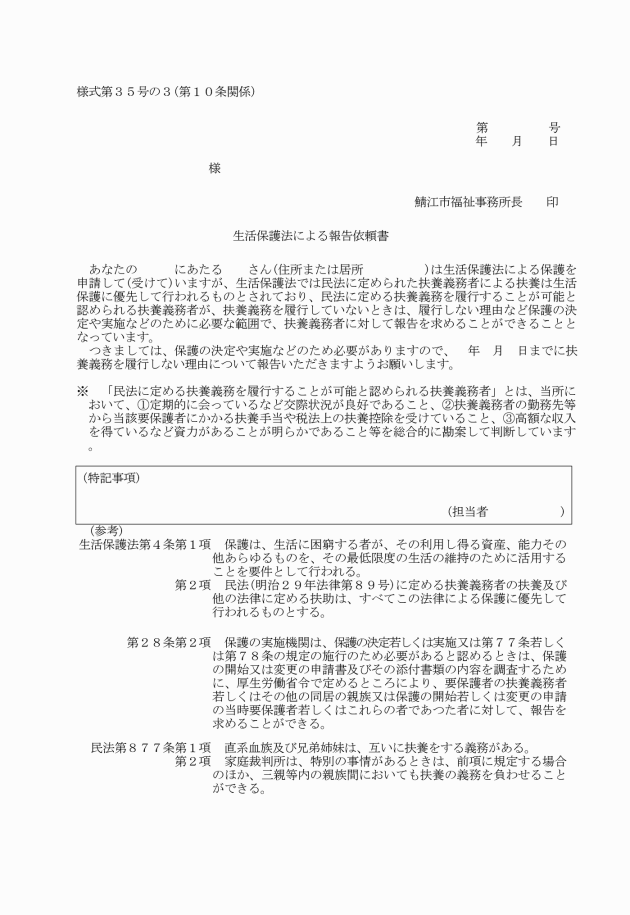 様式第３５号の３(第１０条関係)
第　　　　　号
年　　月　　日
様
鯖江市福祉事務所長　　印
生活保護法による報告依頼書
あなたの　　　にあたる　　さん(住所または居所　　　　　)は生活保護法による保護を
申請して(受けて)いますが、生活保護法では民法に定められた扶養義務者による扶養は生活
保護に優先して行われるものとされており、民法に定める扶養義務を履行することが可能と
認められる扶養義務者が、扶養義務を履行していないときは、履行しない理由など保護の決
定や実施などのために必要な範囲で、扶養義務者に対して報告を求めることができることと
なっています。
つきましては、保護の決定や実施などのため必要がありますので、　年　月　日までに扶
養義務を履行しない理由について報告いただきますようお願いします。
※　「民法に定める扶養義務を履行することが可能と認められる扶養義務者」とは、当所に
おいて、①定期的に会っているなど交際状況が良好であること、②扶養義務者の勤務先等
から当該要保護者にかかる扶養手当や税法上の扶養控除を受けていること、③高額な収入
を得ているなど資力があることが明らかであること等を総合的に勘案して判断しています
。
(特記事項)
(担当者　　　　　　)
(参考)
生活保護法第４条第１項　保護は、生活に困窮する者が、その利用し得る資産、能力その
他あらゆるものを、その最低限度の生活の維持のために活用する
ことを要件として行われる。
第２項　民法(明治２９年法律第８９号)に定める扶養義務者の扶養及び
他の法律に定める扶助は、すべてこの法律による保護に優先して
行われるものとする。
第２８条第２項　保護の実施機関は、保護の決定若しくは実施又は第７７条若しく
は第７８条の規定の施行のため必要があると認めるときは、保護
の開始又は変更の申請書及びその添付書類の内容を調査するため
に、厚生労働省令で定めるところにより、要保護者の扶養義務者
若しくはその他の同居の親族又は保護の開始若しくは変更の申請
の当時要保護者若しくはこれらの者であつた者に対して、報告を
求めることができる。
民法第８７７条第１項　直系血族及び兄弟姉妹は、互いに扶養をする義務がある。
第２項　家庭裁判所は、特別の事情があるときは、前項に規定する場合
のほか、三親等内の親族間においても扶養の義務を負わせること
ができる。